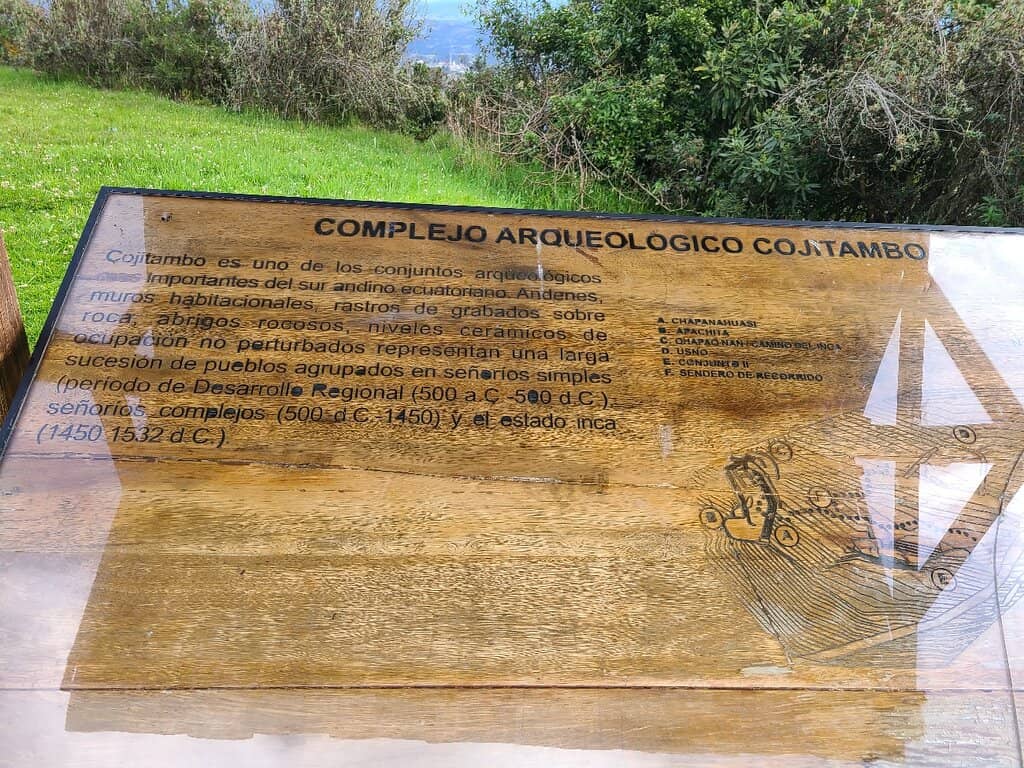 COMPLEJO ARQUEOLOGICO COJITAMBO
Cojitambo es uno de los conjuntos arqueológicos
mas Importantes del sur andino ecuatoriano. Andenes,
muros habitacionales, rastros de grabados sobre
roca, abrigos rocosos, niveles cerámicos de
ocupación no perturbados representan una larga
sucesión de pueblos agrupados en señoríos simples
(período de Desarrollo Regional (500 a.C -500 d.C.),
señoríos complejos (500 d.C.-1450) y el estado inca
(1450 1532 d.C.).
A. CHAPANAHUASI
B. APACHITA
C. QHAPAQ ÑAN / CAMINO DEL INCA
D. USNO
E. CONJUNTO II
F. SENDERO DE RECORRIDO
D
C
F
B
A
E